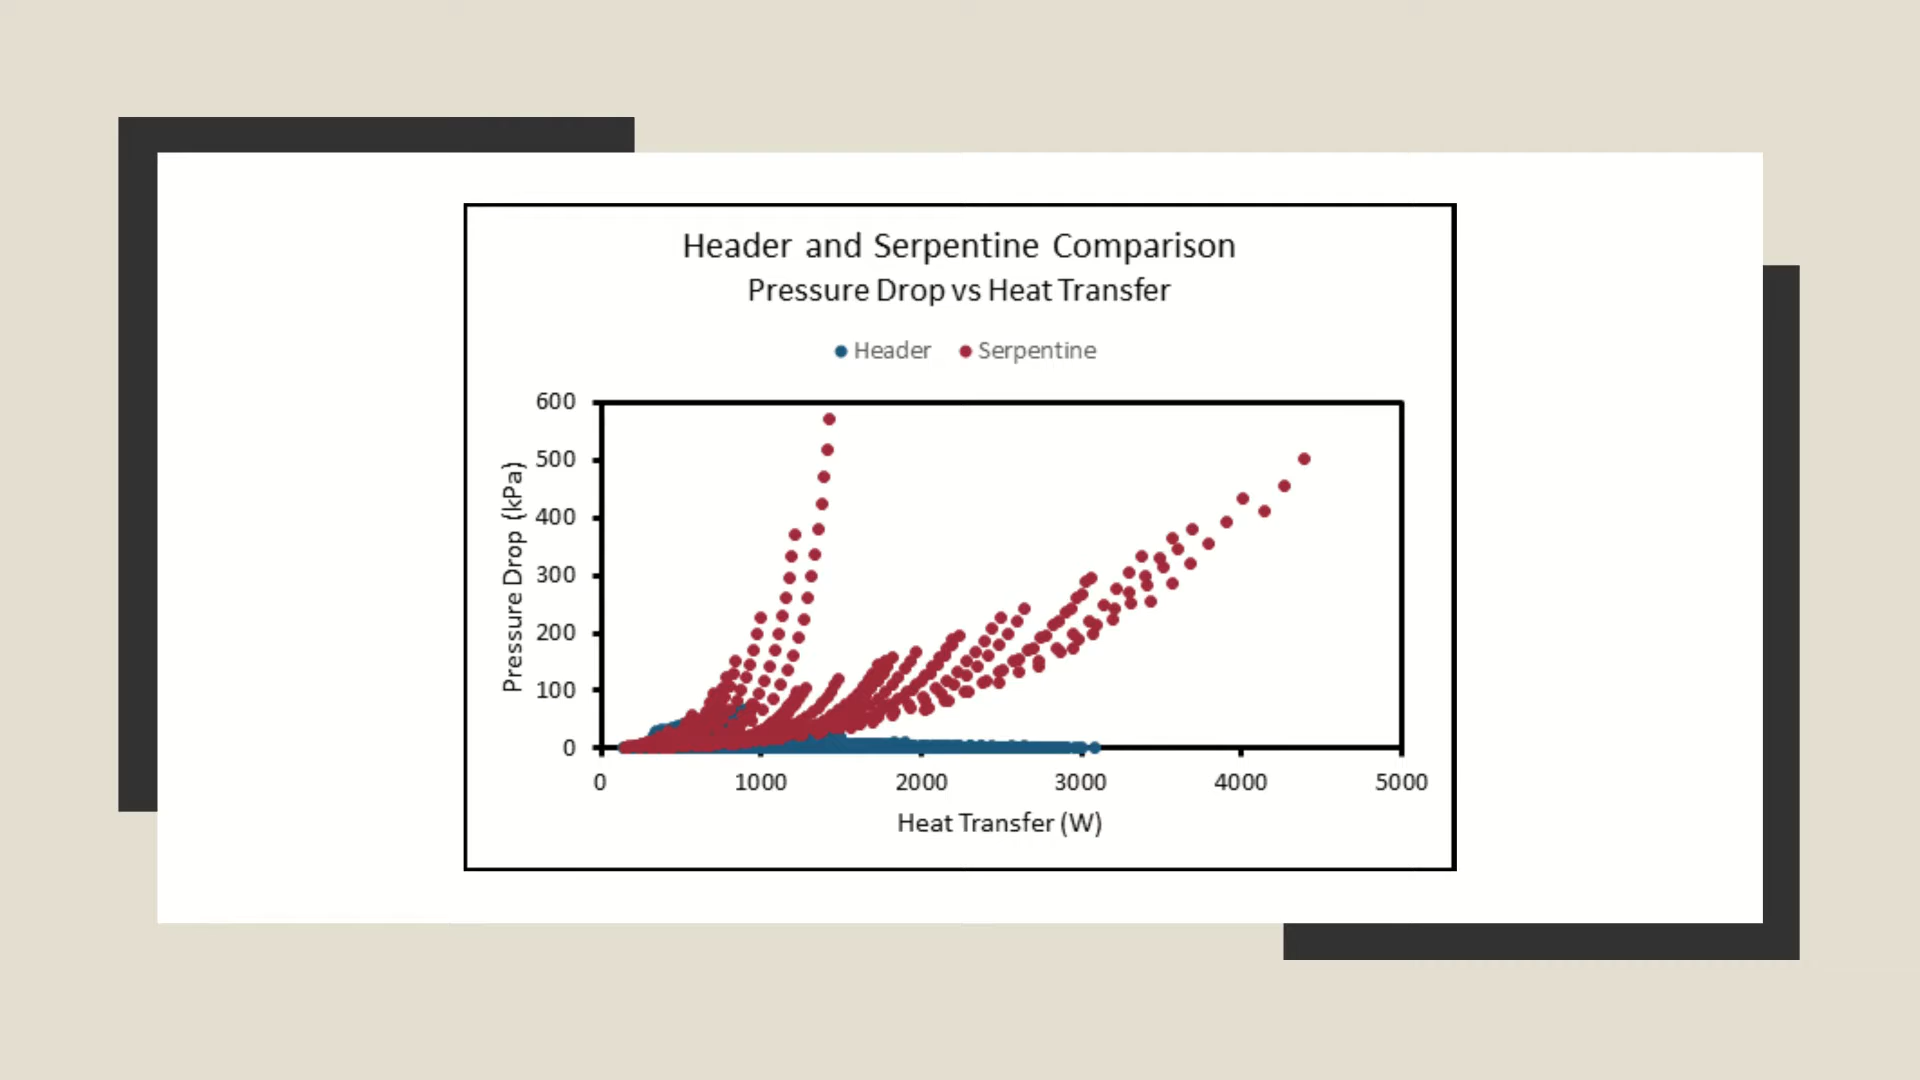 Header and Serpentine Comparison
Pressure Drop vs Heat Transfer
Header Serpentine
600
500
400
300
200
100
0
Pressure Drop (kPa)
0 1000 2000 3000 4000 5000
Heat Transfer (W)